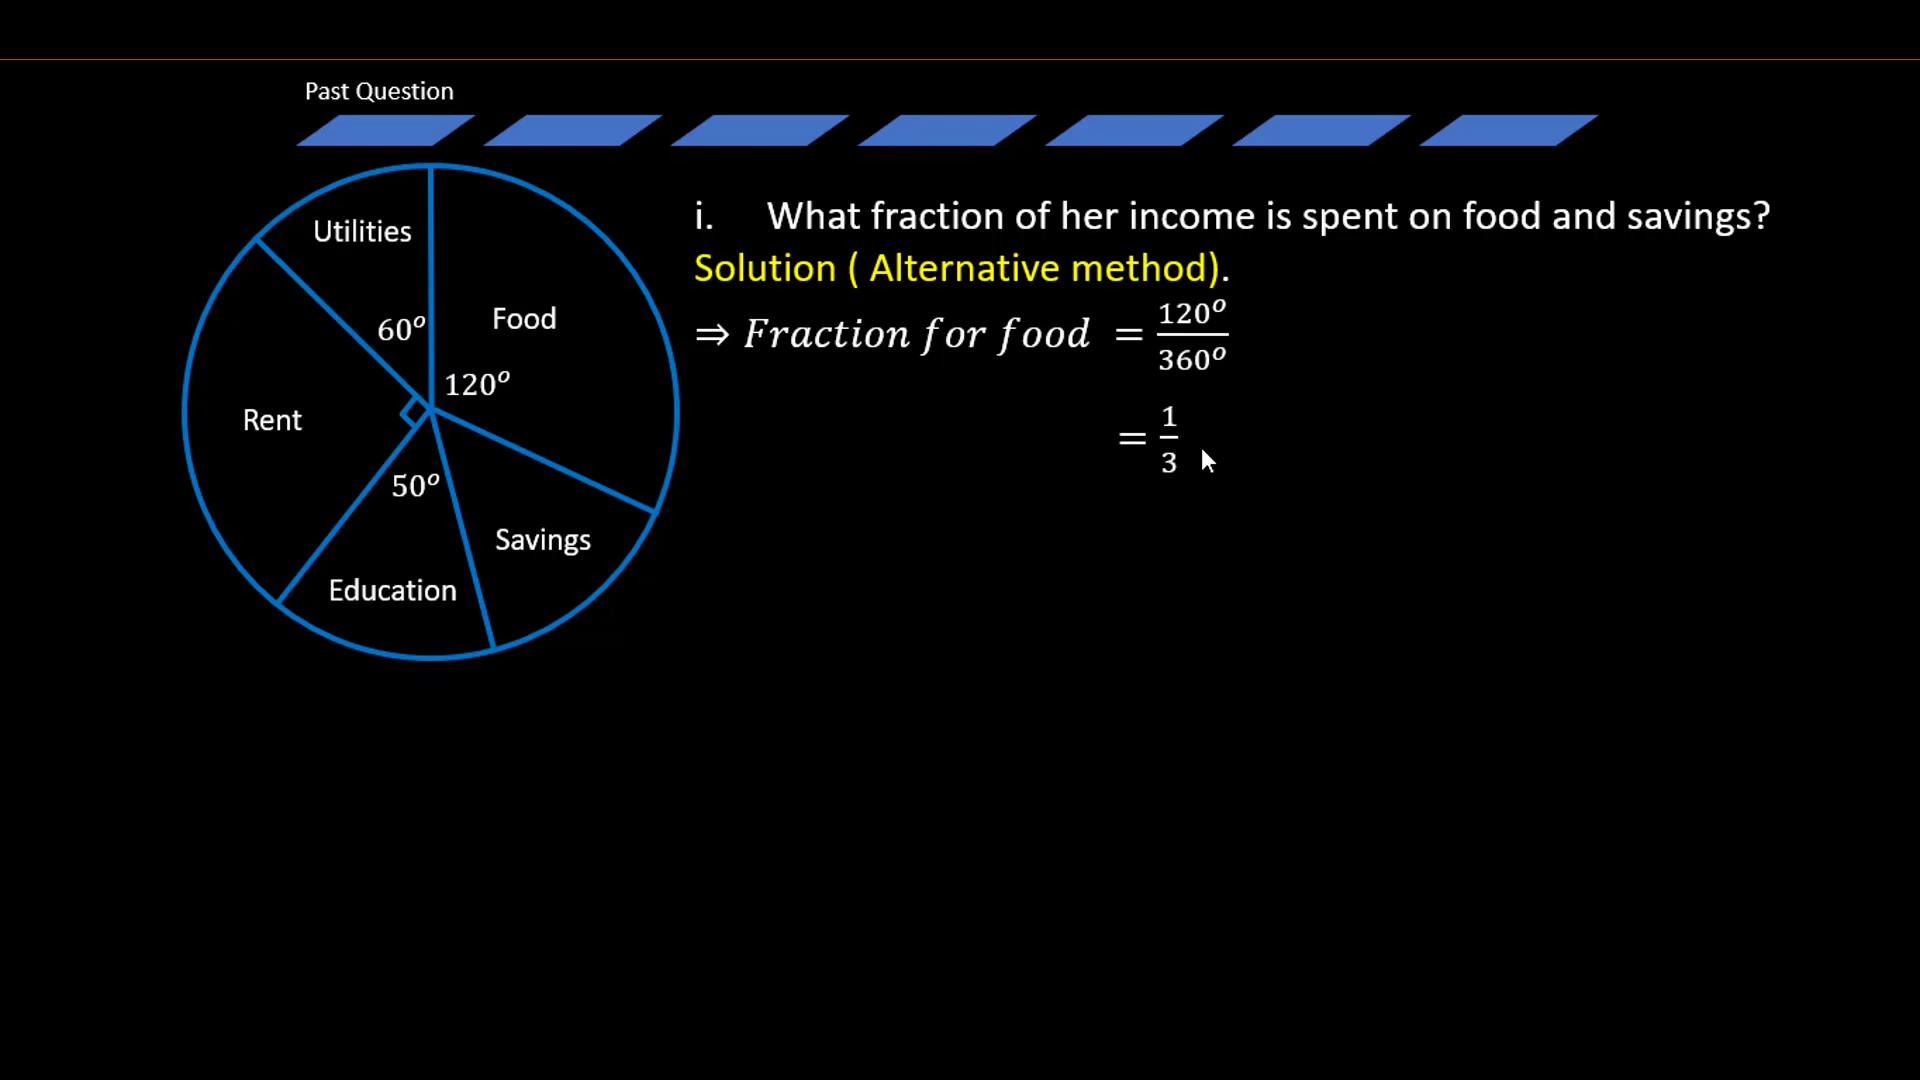 Past Question
Utilities
60° Food
120°
Rent
50°
Savings
Education
i. What fraction of her income is spent on food and savings?
Solution ( Alternative method).
⇒ Fraction for food = 120°/360°
= 1/3